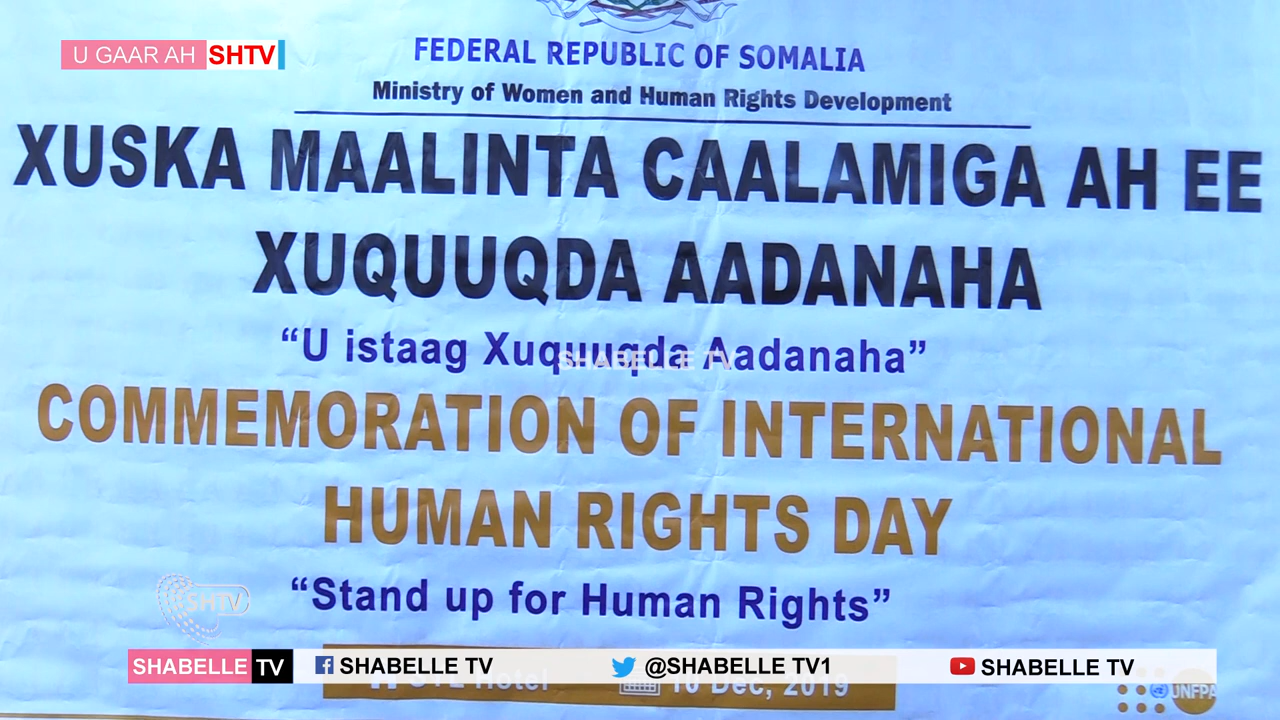 U GAAR AH SHTV
FEDERAL REPUBLIC OF SOMALIA
Ministry of Women and Human Rights Development
XUSKA MAALINTA CAALAMIGA AH EE
XUQUUQDA AADANAHA
“U istaag Xuquuqda Aadanaha”
SHABELLE TV
COMMEMORATION OF INTERNATIONAL
HUMAN RIGHTS DAY
“Stand up for Human Rights”
SHTV
SHABELLE TV SHABELLE TV @SHABELLE TV1 SHABELLE TV
Hotel 10 Dec, 2019 UNFPA